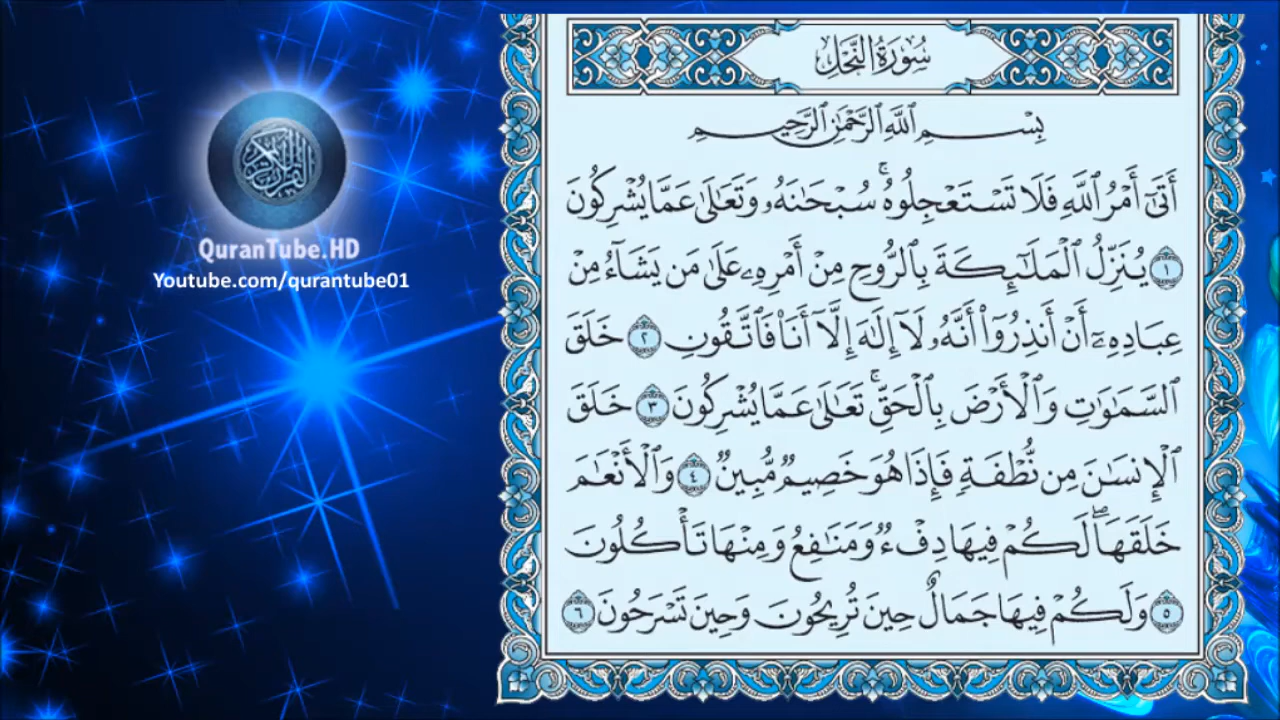 سُورَةُ النَّحْلِ
بِسْمِ ٱللَّهِ ٱلرَّحْمَٰنِ ٱلرَّحِيمِ
أَتَىٰٓ أَمْرُ ٱللَّهِ فَلَا تَسْتَعْجِلُوهُ ۚ سُبْحَٰنَهُۥ وَتَعَٰلَىٰ عَمَّا يُشْرِكُونَ
١ يُنَزِّلُ ٱلْمَلَٰٓئِكَةَ بِٱلرُّوحِ مِنْ أَمْرِهِۦ عَلَىٰ مَن يَشَآءُ مِنْ
عِبَادِهِۦٓ أَنْ أَنذِرُوٓا۟ أَنَّهُۥ لَآ إِلَٰهَ إِلَّآ أَنَا۠ فَٱتَّقُونِ ٢ خَلَقَ
ٱلسَّمَٰوَٰتِ وَٱلْأَرْضَ بِٱلْحَقِّ ۚ تَعَٰلَىٰ عَمَّا يُشْرِكُونَ ٣ خَلَقَ
ٱلْإِنسَٰنَ مِن نُّطْفَةٍ فَإِذَا هُوَ خَصِيمٌ مُّبِينٌ ٤ وَٱلْأَنْعَٰمَ
خَلَقَهَا ۗ لَكُمْ فِيهَا دِفْءٌ وَمَنَٰفِعُ وَمِنْهَا تَأْكُلُونَ
٥ وَلَكُمْ فِيهَا جَمَالٌ حِينَ تُرِيحُونَ وَحِينَ تَسْرَحُونَ ٦
القرآن الكريم
QuranTube.HD
Youtube.com/qurantube01